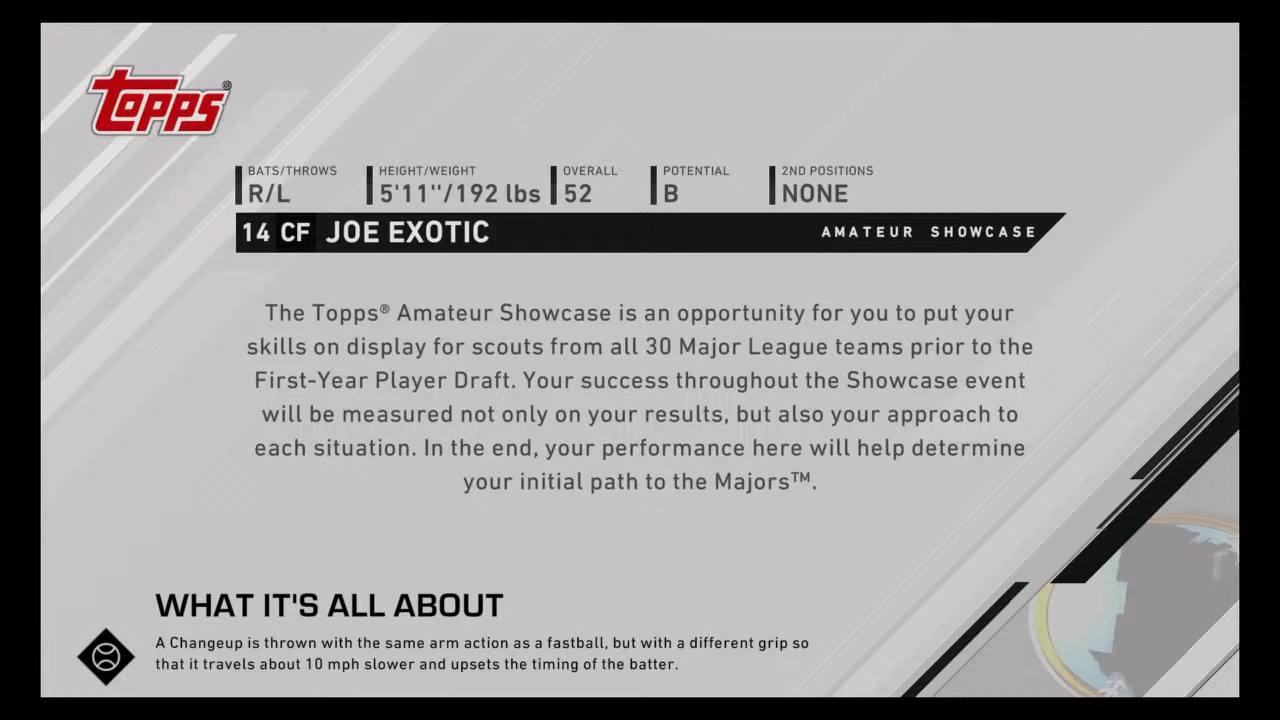 TOPPS®
BATS/THROWS HEIGHT/WEIGHT OVERALL POTENTIAL 2ND POSITIONS
R/L 5'11''/192 lbs 52 B NONE
14 CF JOE EXOTIC AMATEUR SHOWCASE
The Topps® Amateur Showcase is an opportunity for you to put your
skills on display for scouts from all 30 Major League teams prior to the
First-Year Player Draft. Your success throughout the Showcase event
will be measured not only on your results, but also your approach to
each situation. In the end, your performance here will help determine
your initial path to the Majors™.
WHAT IT'S ALL ABOUT
A Changeup is thrown with the same arm action as a fastball, but with a different grip so
that it travels about 10 mph slower and upsets the timing of the batter.